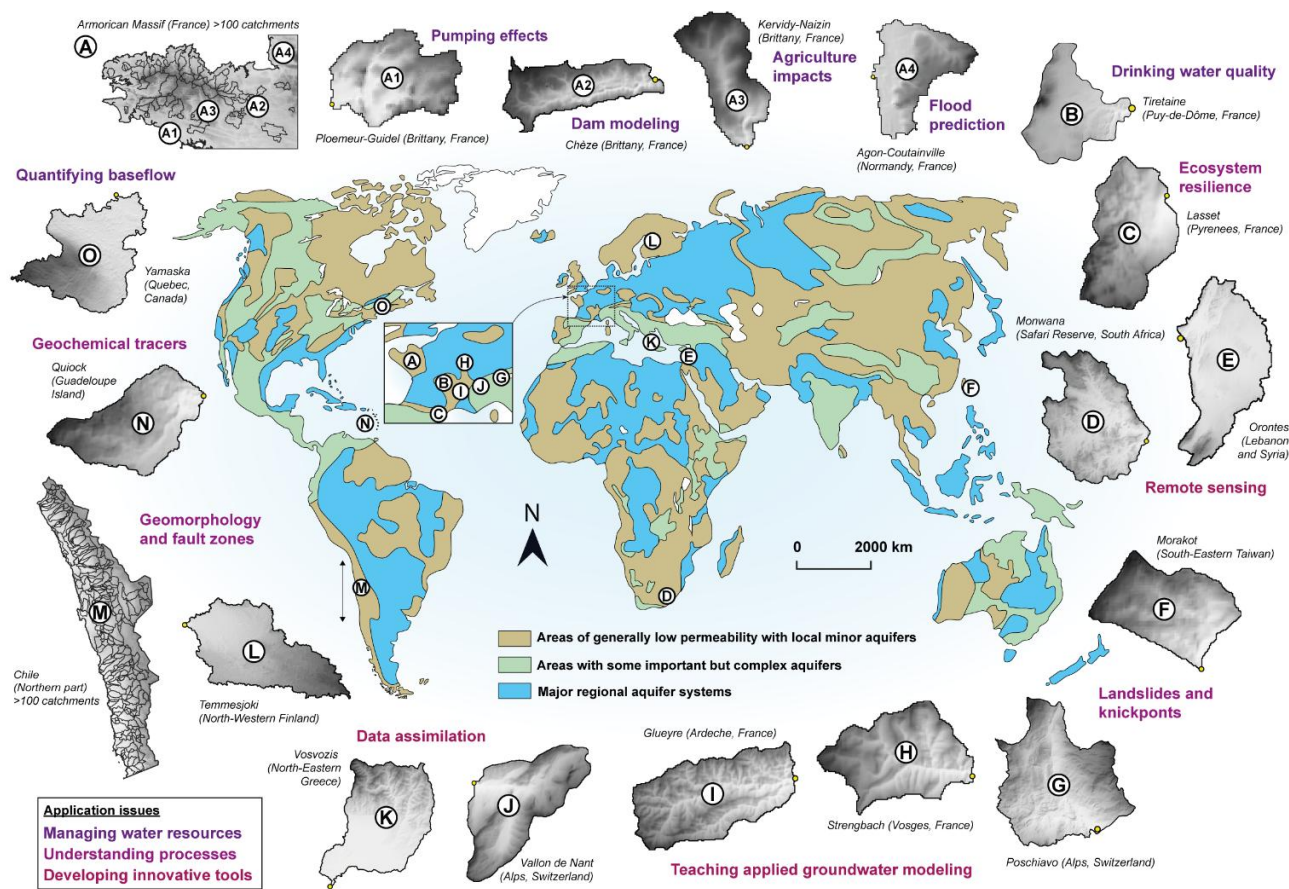 Armorican Massif (France) >100 catchments
A
A4
A3
A2
A1
Pumping effects
A1
Ploemeur-Guidel (Brittany, France)
A2
Dam modeling
Chèze (Brittany, France)
Kervidy-Naizin
(Brittany, France)
Agriculture
impacts
A3
A4
Flood
prediction
Agon-Coutainville
(Normandy, France)
Drinking water quality
B
Tiretaine
(Puy-de-Dôme, France)
Ecosystem
resilience
C
Lasset
(Pyrenees, France)
Quantifying baseflow
O
Yamaska
(Quebec,
Canada)
Geochemical tracers
Quiock
(Guadeloupe
Island)
N
Geomorphology
and fault zones
M
Chile
(Northern part)
>100 catchments
L
Temmesjoki
(North-Western Finland)
L
O
K
E
F
N
M
D
A
H
B
I
J
G
C
N
0 2000 km
Areas of generally low permeability with local minor aquifers
Areas with some important but complex aquifers
Major regional aquifer systems
Monwana
(Safari Reserve, South Africa)
D
E
Orontes
(Lebanon
and Syria)
Remote sensing
Morakot
(South-Eastern Taiwan)
F
Landslides and
knickponts
Data assimilation
Vosvozis
(North-Eastern
Greece)
K
J
Vallon de Nant
(Alps, Switzerland)
Glueyre (Ardeche, France)
I
H
Strengbach (Vosges, France)
G
Poschiavo (Alps, Switzerland)
Teaching applied groundwater modeling
Application issues
Managing water resources
Understanding processes
Developing innovative tools